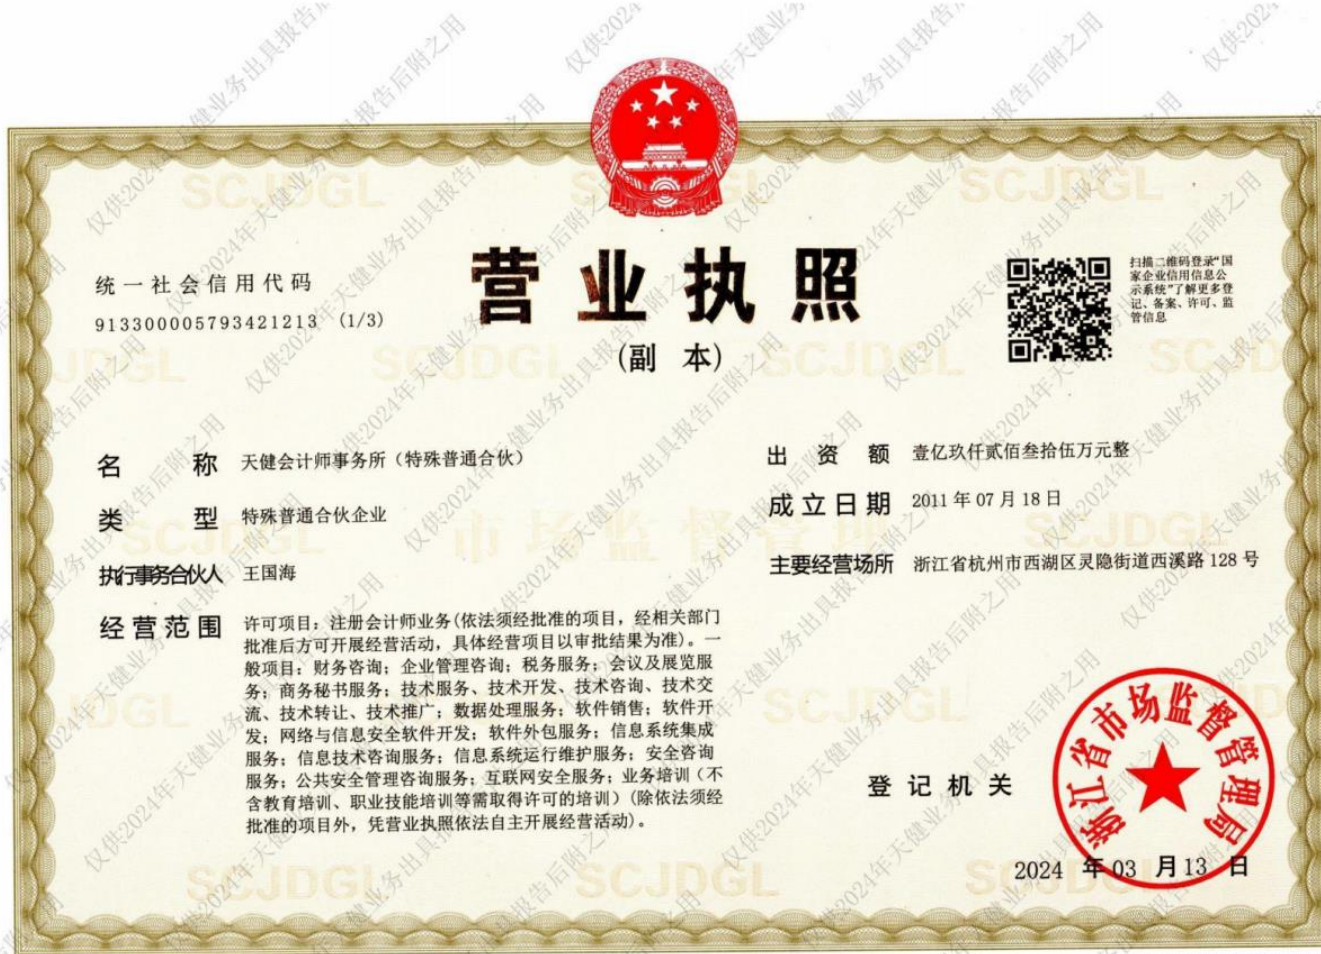 统一社会信用代码
913300005793421213 (1/3)
营业执照
(副 本)
扫描二维码登录“国
家企业信用信息公
示系统”了解更多登
记、备案、许可、监
管信息
名 称 天健会计师事务所（特殊普通合伙）
类 型 特殊普通合伙企业
执行事务合伙人 王国海
经营范围 许可项目：注册会计师业务(依法须经批准的项目，经相关部门
批准后方可开展经营活动，具体经营项目以审批结果为准)。一
般项目：财务咨询；企业管理咨询；税务服务；会议及展览服
务；商务秘书服务；技术服务、技术开发、技术咨询、技术交
流、技术转让、技术推广；数据处理服务；软件销售；软件开
发；网络与信息安全软件开发；软件外包服务；信息系统集成
服务；信息技术咨询服务；信息系统运行维护服务；安全咨询
服务；公共安全管理咨询服务；互联网安全服务；业务培训（不
含教育培训、职业技能培训等需取得许可的培训）(除依法须经
批准的项目外，凭营业执照依法自主开展经营活动)。
出 资 额 壹亿玖仟贰佰叁拾伍万元整
成立日期 2011 年 07 月 18 日
主要经营场所 浙江省杭州市西湖区灵隐街道西溪路 128 号
登记机关
浙江省市场监督管理局
2024 年 03 月 13 日
SCJDGL
市场监督管理
仅供2024年天健业务出具报告后附之用